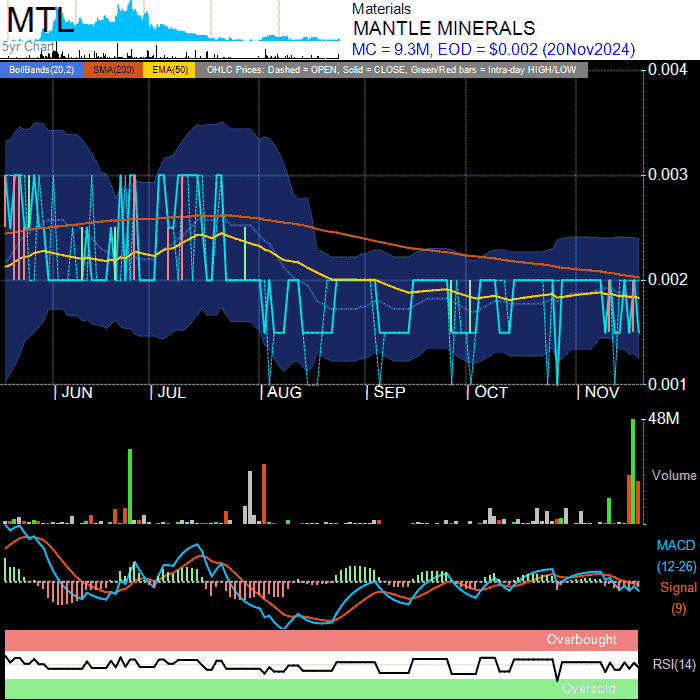 MTL
5yr Chart
Materials
MANTLE MINERALS
MC = 9.3M, EOD = $0.002 (20Nov2024)
BollBands(20,2) SMA(200) EMA(50) OHLC Prices: Dashed = OPEN, Solid = CLOSE, Green/Red bars = Intra-day HIGH/LOW
0.004
0.003
0.002
0.001
| JUN | JUL | AUG | SEP | OCT | NOV
48M
Volume
MACD
(12-26)
Signal
(9)
Overbought
RSI(14)
Oversold